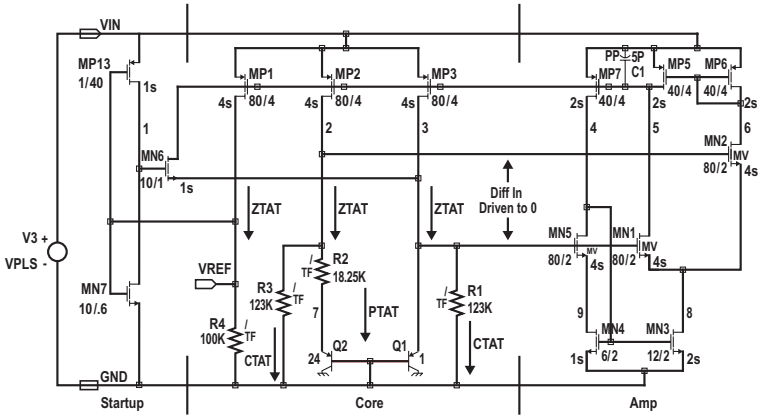 VIN
MP13
1/40
1s
1
MN6
10/1
1s
V3 +
VPLS -
MN7
10/.6
GND
Startup
MP1
4s
80/4
MP2
4s
80/4
MP3
4s
80/4
2
3
ZTAT
ZTAT
ZTAT
VREF
R4
100K
/
TF
R3
123K
/
TF
R2
18.25K
/
TF
R1
123K
/
TF
7
PTAT
CTAT
CTAT
24
Q2
Q1
1
Core
Diff In
Driven to 0
PP
5P
C1
MP7
2s
40/4
MP5
2s
40/4
MP6
40/4
2s
4
5
6
MN2
MV
80/2
4s
MN5
MV
80/2
4s
MN1
MV
80/2
4s
9
8
MN4
1s
6/2
MN3
12/2
2s
Amp